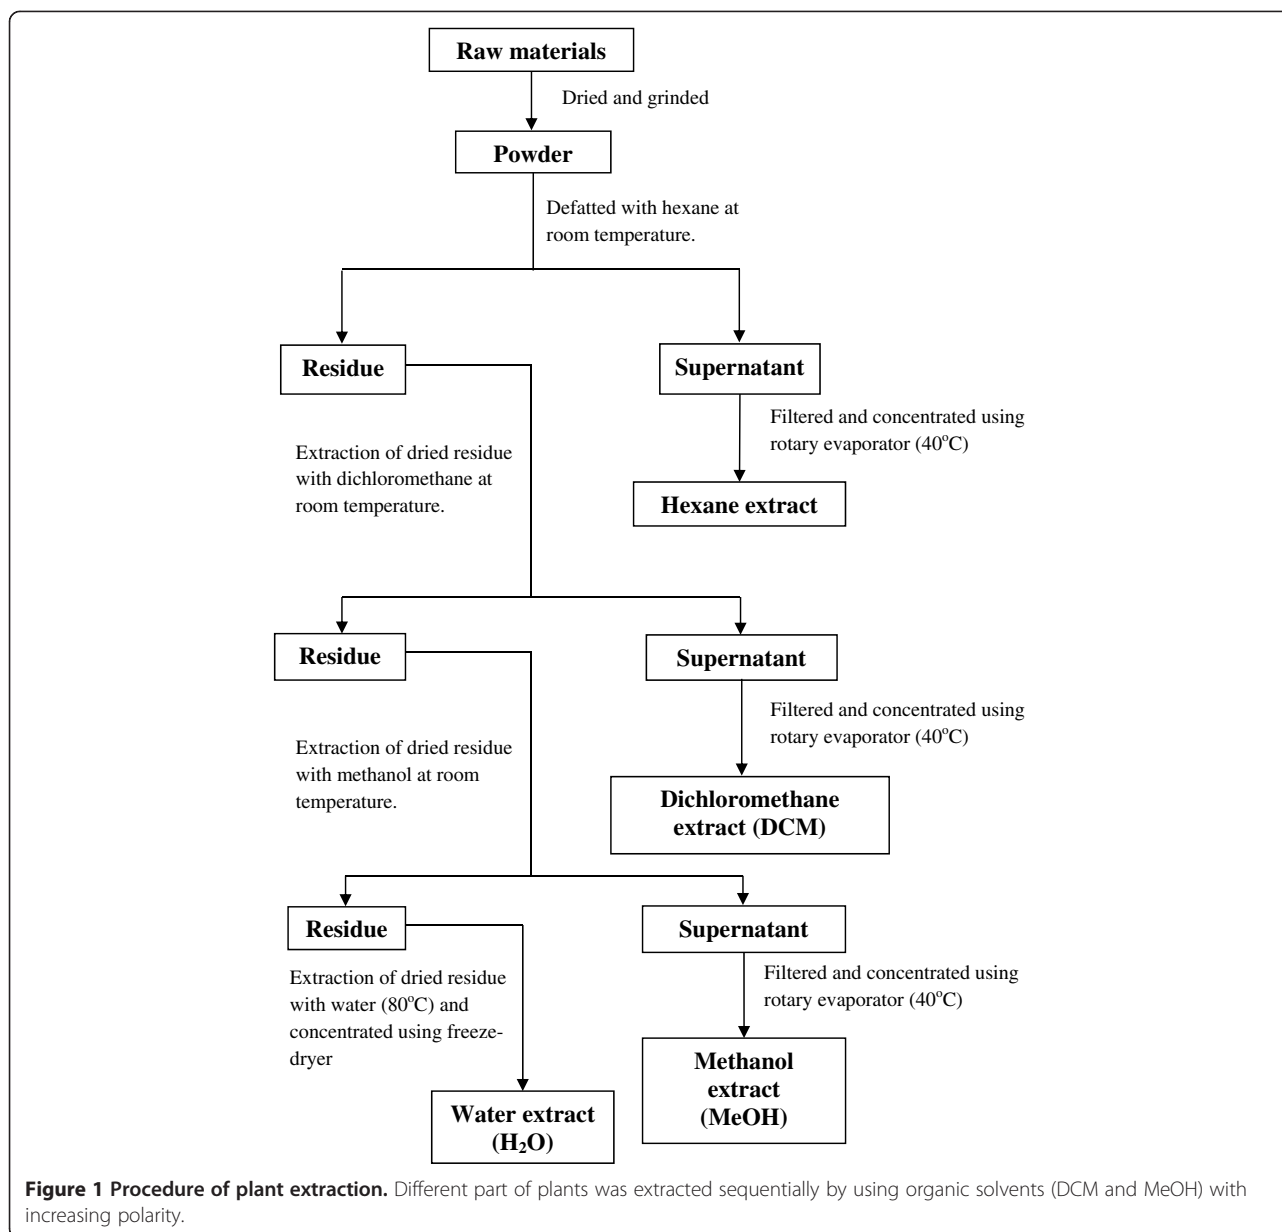 Raw materials
Dried and grinded
Powder
Defatted with hexane at
room temperature.
Residue
Supernatant
Filtered and concentrated using
rotary evaporator (40°C)
Extraction of dried residue
with dichloromethane at
room temperature.
Hexane extract
Residue
Supernatant
Filtered and concentrated using
rotary evaporator (40°C)
Extraction of dried residue
with methanol at room
temperature.
Dichloromethane
extract (DCM)
Residue
Supernatant
Extraction of dried residue
with water (80°C) and
concentrated using freeze-
dryer
Filtered and concentrated using
rotary evaporator (40°C)
Methanol
extract
(MeOH)
Water extract
(H₂O)
Figure 1 Procedure of plant extraction. Different part of plants was extracted sequentially by using organic solvents (DCM and MeOH) with
increasing polarity.